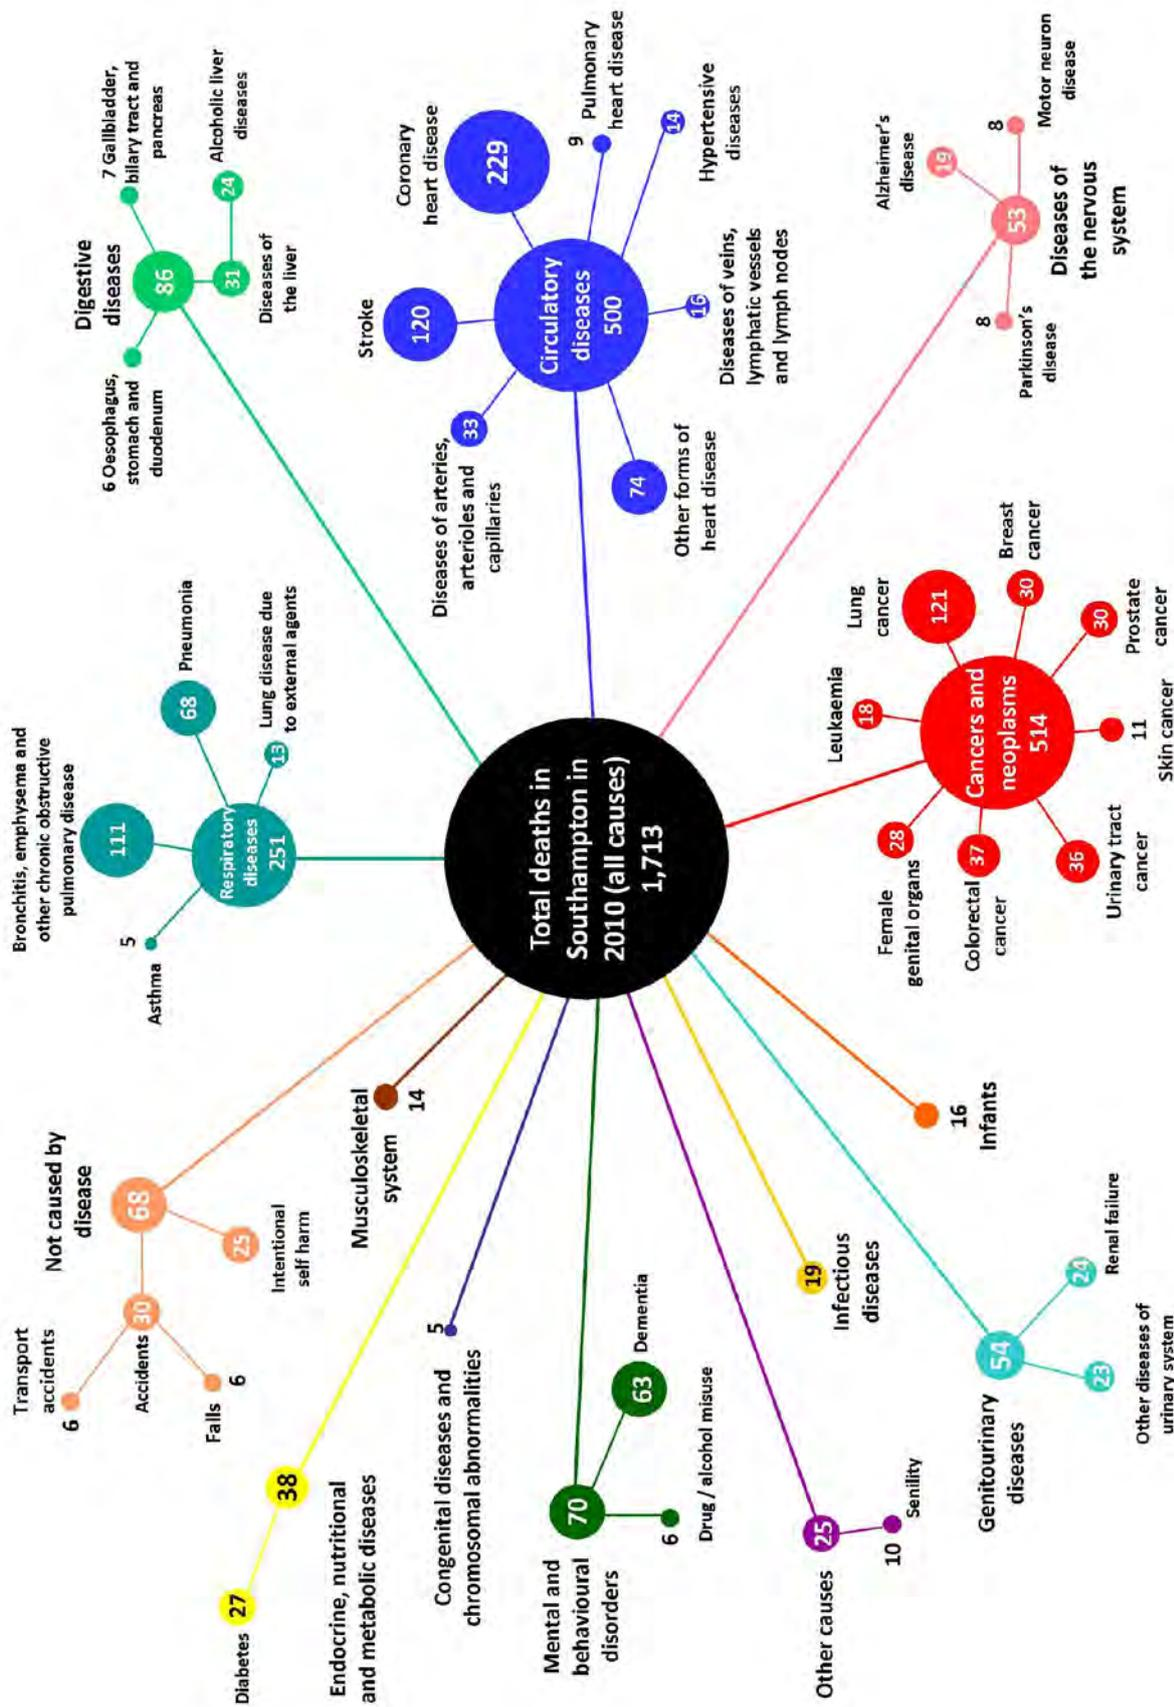 Diabetes
27
38
Endocrine, nutritional
and metabolic diseases
Transport
accidents
6
Accidents
30
Falls
6
Not caused by
disease
68
25
Intentional
self harm
Bronchitis, emphysema and
other chronic obstructive
pulmonary disease
111
5
Asthma
68
Pneumonia
Lung disease due
to external agents
13
Respiratory
diseases
251
Digestive
diseases
86
6 Oesophagus,
stomach and
duodenum
7 Gallbladder,
bilary tract and
pancreas
31
Diseases of
the liver
24
Alcoholic liver
diseases
Musculoskeletal
system
14
5
Congenital diseases and
chromosomal abnormalities
Stroke
120
Coronary
heart disease
229
33
Diseases of arteries,
arterioles and
capillaries
Circulatory
diseases
500
9
Pulmonary
heart disease
14
Hypertensive
diseases
74
Other forms of
heart disease
16
Diseases of veins,
lymphatic vessels
and lymph nodes
Total deaths in
Southampton in
2010 (all causes)
1,713
70
Mental and
behavioural
disorders
63
Dementia
6
Drug / alcohol misuse
25
Other causes
10
Senility
19
Infectious
diseases
16
Infants
54
Genitourinary
diseases
24
Renal failure
23
Other diseases of
urinary system
Leukaemia
18
Lung
cancer
121
28
Female
genital organs
37
Colorectal
cancer
Cancers and
neoplasms
514
30
Breast
cancer
30
Prostate
cancer
36
Urinary tract
cancer
11
Skin cancer
Alzheimer's
disease
19
53
8
Parkinson's
disease
8
Motor neuron
disease
Diseases of
the nervous
system